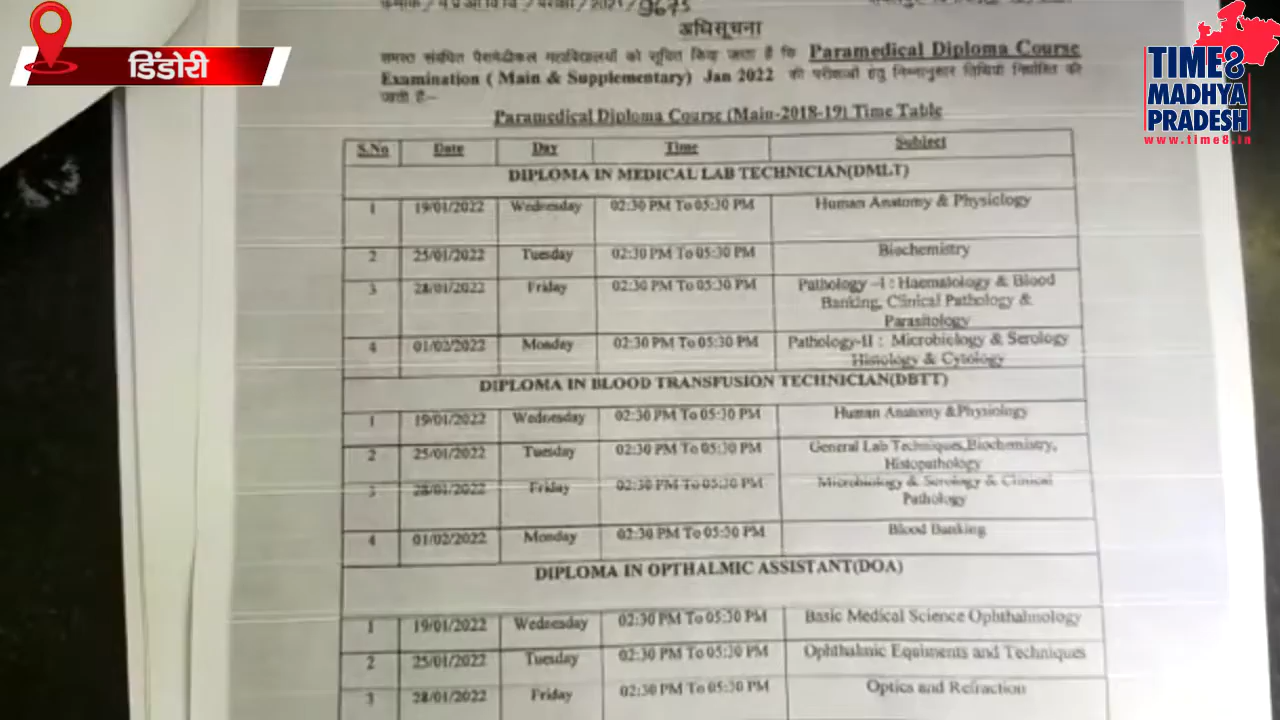 डिंडोरी
TIME8
MADHYA
PRADESH
www.time8.in
अधिसूचना
समस्त संबंधित पैरामेडीकल महाविद्यालयों को सूचित किया जाता है कि Paramedical Diploma Course
Examination ( Main & Supplementary) Jan 2022 की परीक्षाओं हेतु निम्नानुसार तिथियां निर्धारित की
जाती है:-
Paramedical Diploma Course (Main-2018-19) Time Table
S.No Date Day Time Subject
DIPLOMA IN MEDICAL LAB TECHNICIAN(DMLT)
1 19/01/2022 Wednesday 02:30 PM To 05:30 PM Human Anatomy & Physiology
2 25/01/2022 Tuesday 02:30 PM To 05:30 PM Biochemistry
3 28/01/2022 Friday 02:30 PM To 05:30 PM Pathology –I : Haematology & Blood
Banking, Clinical Pathology &
Parasitology
4 01/02/2022 Monday 02:30 PM To 05:30 PM Pathology-II : Microbiology & Serology
Histology & Cytology
DIPLOMA IN BLOOD TRANSFUSION TECHNICIAN(DBTT)
1 19/01/2022 Wednesday 02:30 PM To 05:30 PM Human Anatomy &Physiology
2 25/01/2022 Tuesday 02:30 PM To 05:30 PM General Lab Techniques,Biochemistry,
Histopathology
3 28/01/2022 Friday 02:30 PM To 05:30 PM Microbiology & Serology & Clinical
Pathology
4 01/02/2022 Monday 02:30 PM To 05:30 PM Blood Banking
DIPLOMA IN OPTHALMIC ASSISTANT(DOA)
1 19/01/2022 Wednesday 02:30 PM To 05:30 PM Basic Medical Science Ophthalmology
2 25/01/2022 Tuesday 02:30 PM To 05:30 PM Ophthalmic Equiments and Techniques
3 28/01/2022 Friday 02:30 PM To 05:30 PM Optics and Refraction